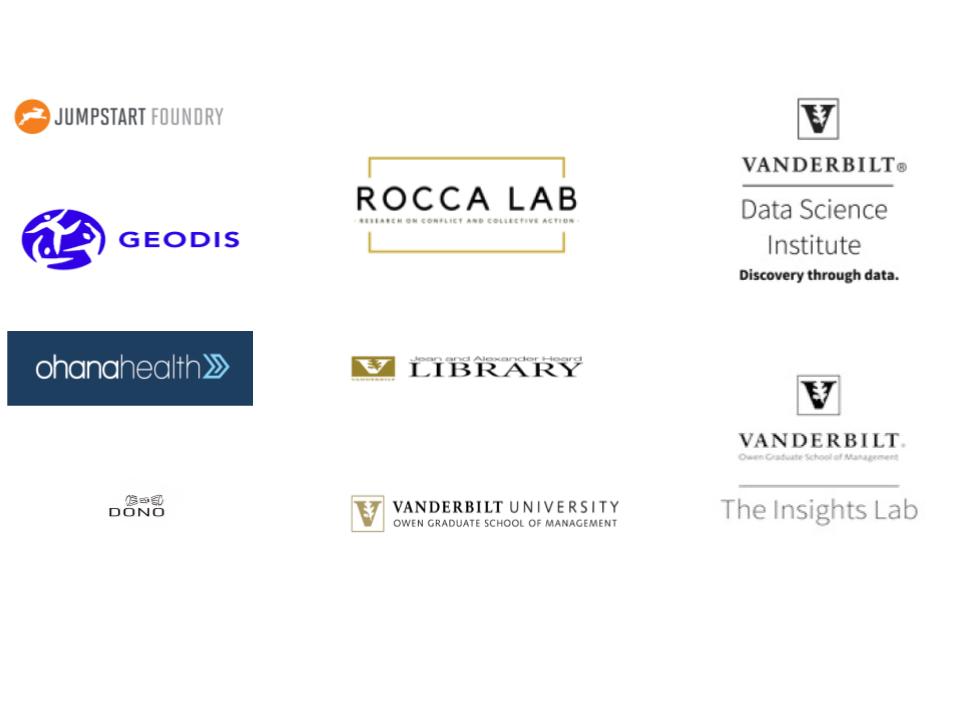 JUMPSTART FOUNDRY
GEODIS
ohanahealth
DONO
ROCCA LAB
· RESEARCH ON CONFLICT AND COLLECTIVE ACTION ·
V
VANDERBILT
Jean and Alexander Heard
LIBRARY
V
VANDERBILT UNIVERSITY
OWEN GRADUATE SCHOOL OF MANAGEMENT
V
VANDERBILT®
Data Science
Institute
Discovery through data.
V
VANDERBILT®
Owen Graduate School of Management
The Insights Lab